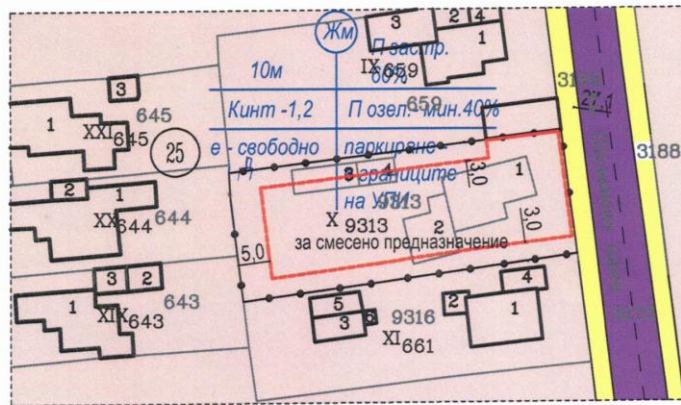 3
2 4
Жм
П застр.
60%
1
IX 659
10м
3
645
1
XXI 645
Кинт -1,2
П озел.- мин.40%
659
27.1
3188
25
е - свободно
паркиране
в границите
на УПИ
3 4
3.0
1
2 1
XX 644
644
X 9313
9313
3.0
2
за смесено предназначение
5,0
3 2
643
1
XIX 643
5
3
6
9316
2
4
1
XI 661